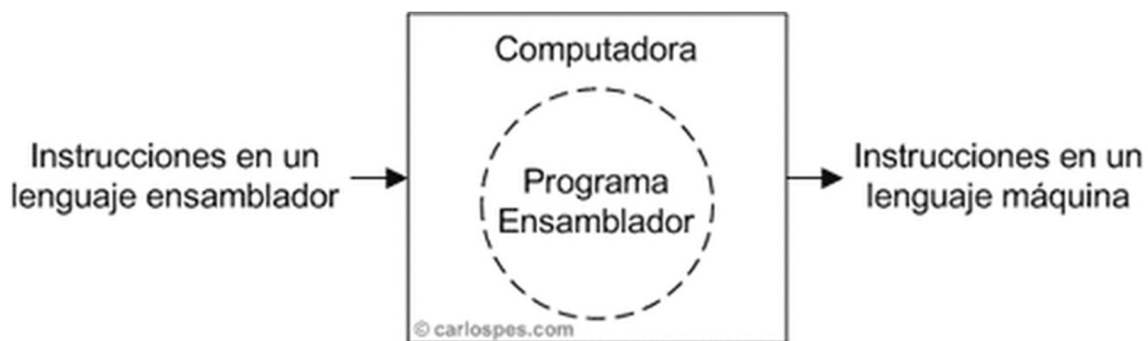 Computadora
Instrucciones en un
lenguaje ensamblador
Programa
Ensamblador
Instrucciones en un
lenguaje máquina
© carlospes.com